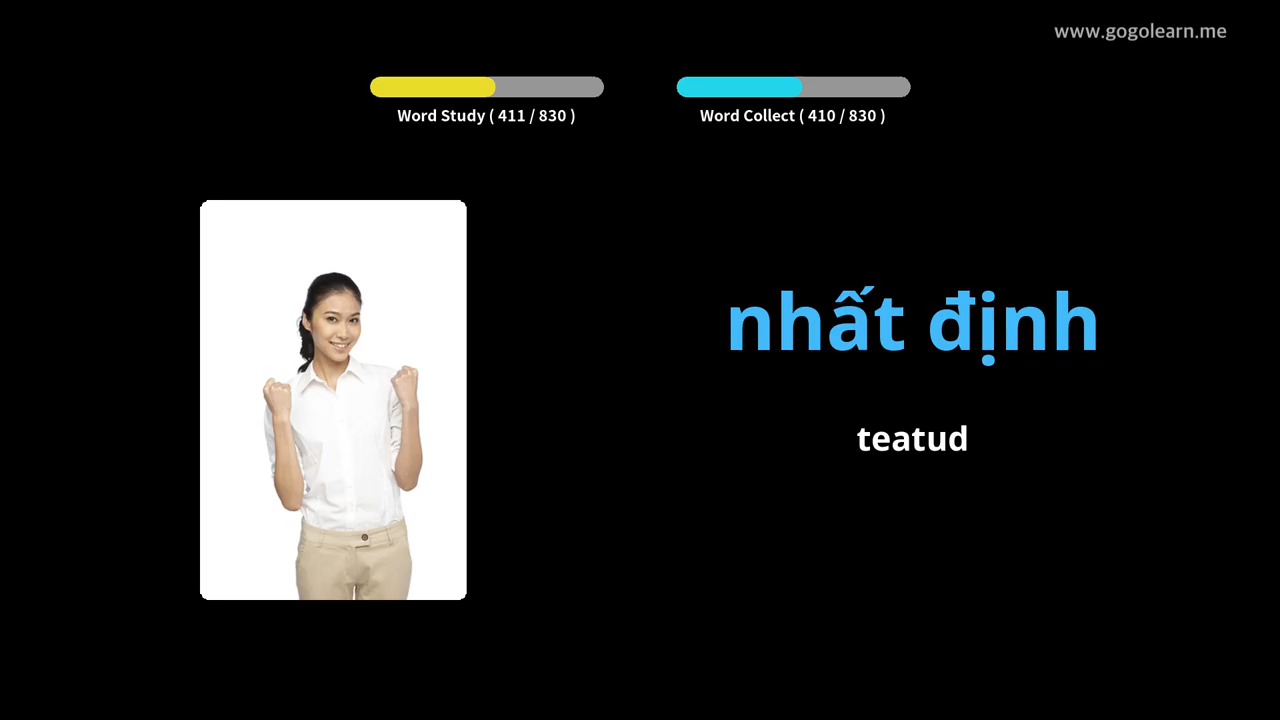 www.gogolearn.me
Word Study ( 411 / 830 )
Word Collect ( 410 / 830 )
nhất định
teatud